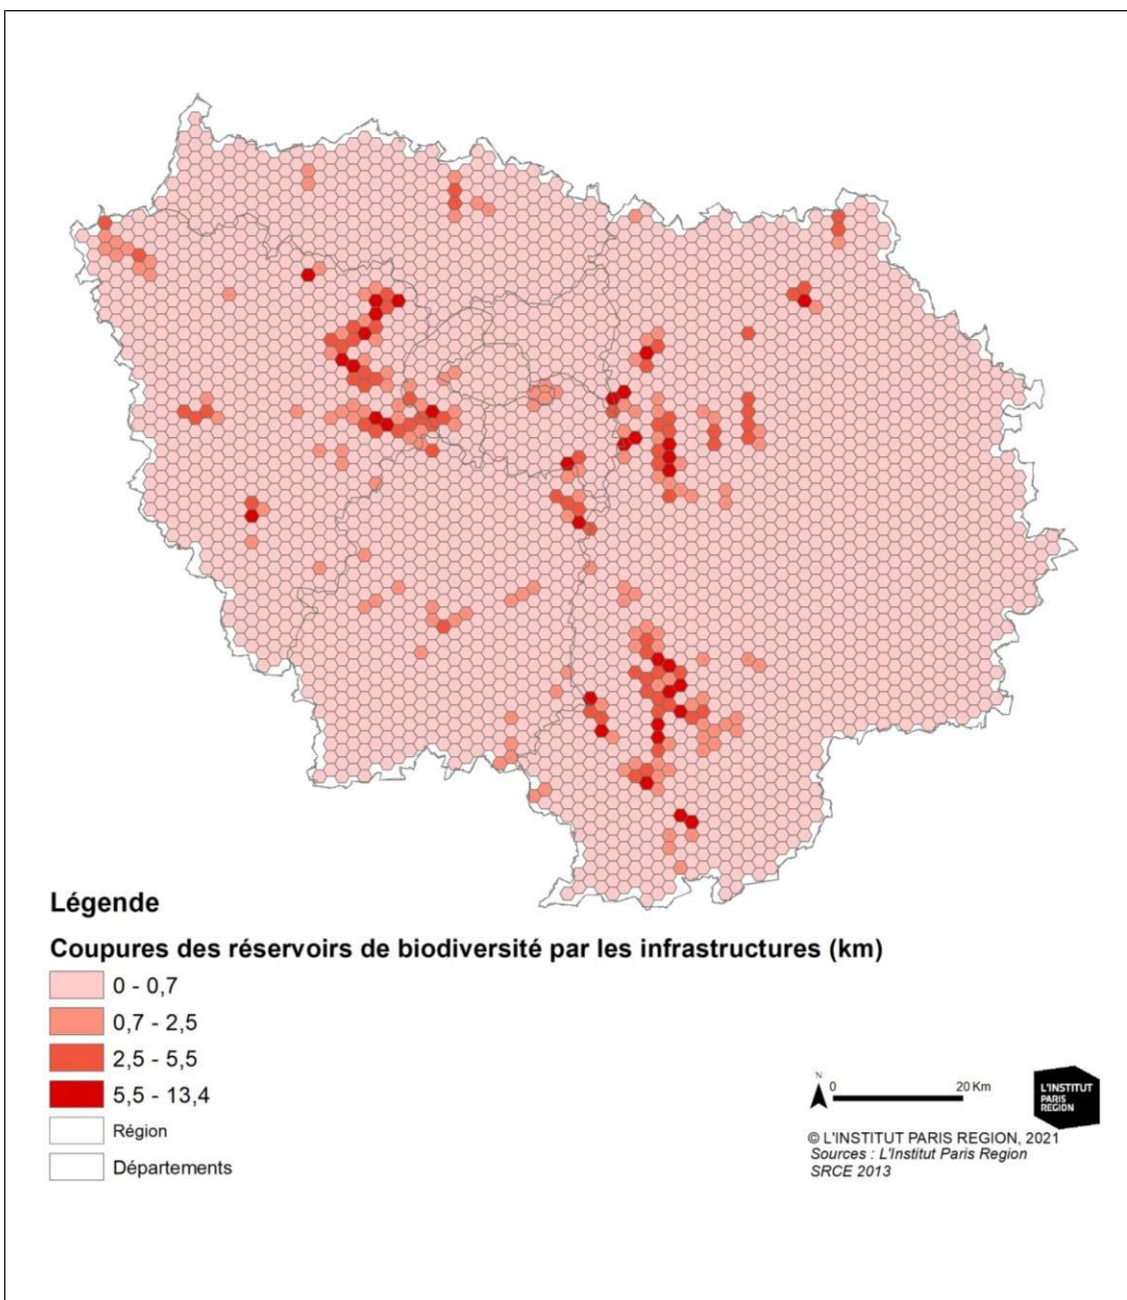 Légende
Coupures des réservoirs de biodiversité par les infrastructures (km)
0 - 0,7
0,7 - 2,5
2,5 - 5,5
5,5 - 13,4
Région
Départements
N
0 20 Km
L'INSTITUT
PARIS
REGION
© L'INSTITUT PARIS REGION, 2021
Sources : L'Institut Paris Region
SRCE 2013